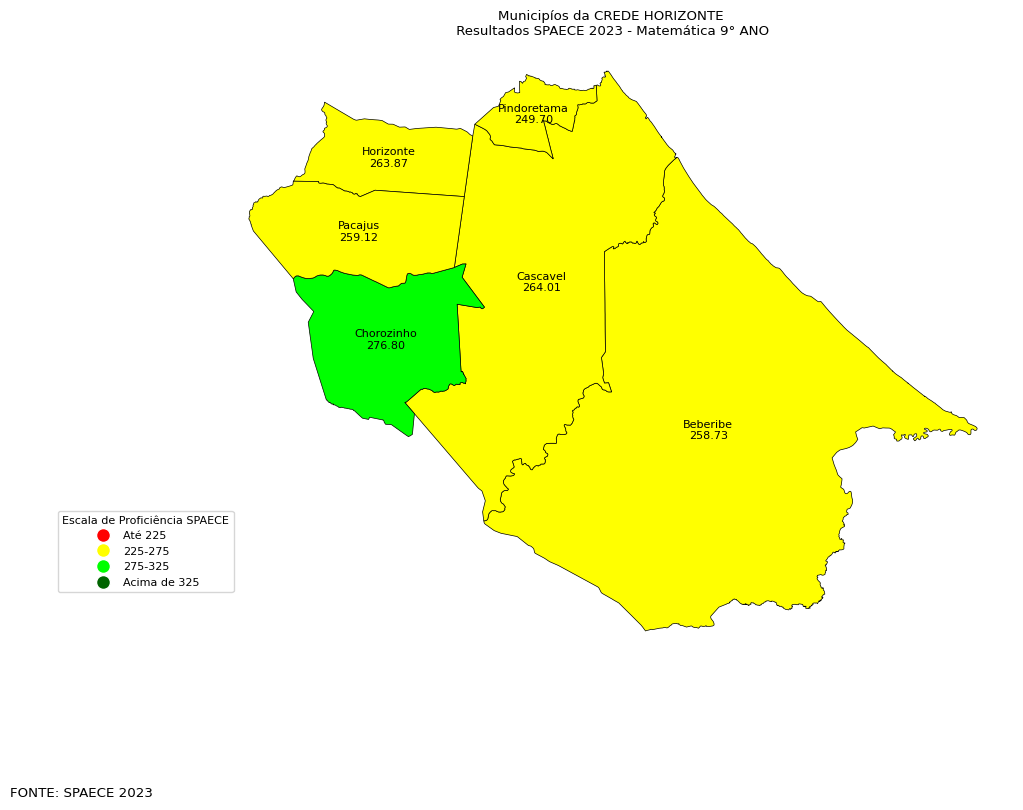 Municipíos da CREDE HORIZONTE
Resultados SPAECE 2023 - Matemática 9° ANO
Pindoretama
249.70
Horizonte
263.87
Pacajus
259.12
Cascavel
264.01
Chorozinho
276.80
Beberibe
258.73
Escala de Proficiência SPAECE
Até 225
225-275
275-325
Acima de 325
FONTE: SPAECE 2023